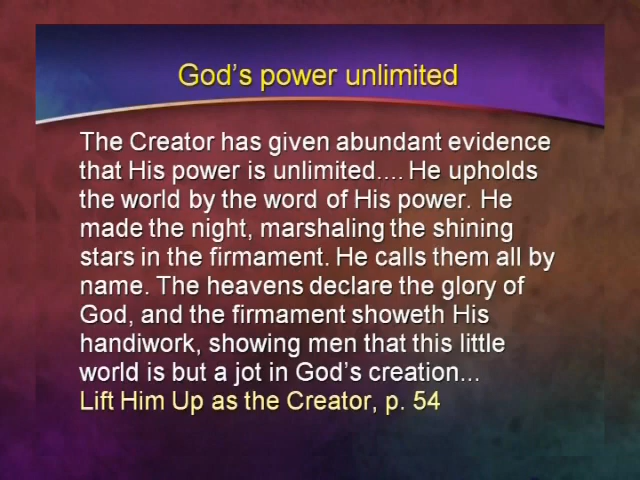 God’s power unlimited
The Creator has given abundant evidence
that His power is unlimited.... He upholds
the world by the word of His power. He
made the night, marshaling the shining
stars in the firmament. He calls them all by
name. The heavens declare the glory of
God, and the firmament showeth His
handiwork, showing men that this little
world is but a jot in God’s creation...
Lift Him Up as the Creator, p. 54